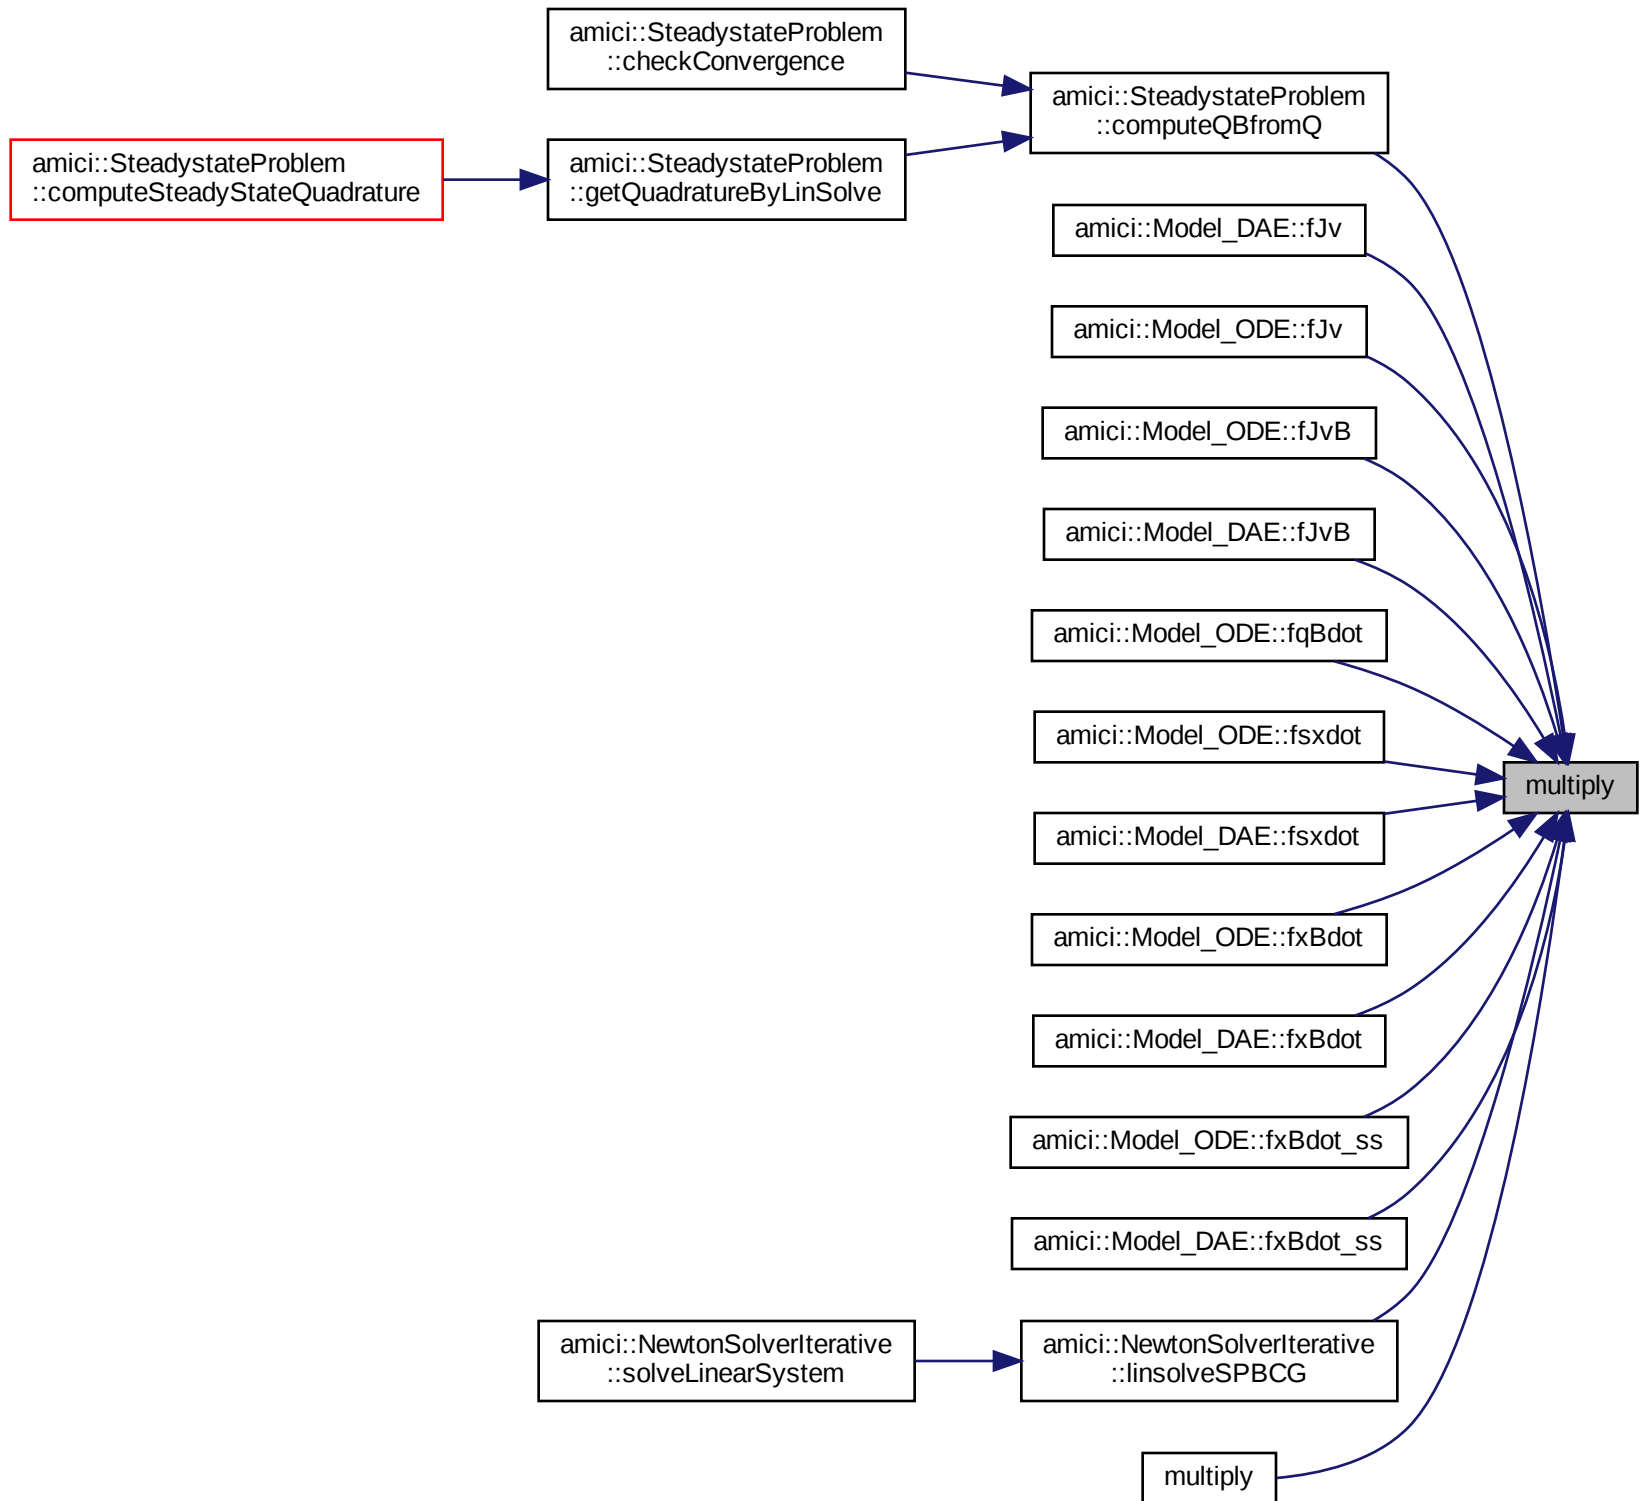 amici::SteadystateProblem
::checkConvergence
amici::SteadystateProblem
::computeQBfromQ
amici::SteadystateProblem
::computeSteadyStateQuadrature
amici::SteadystateProblem
::getQuadratureByLinSolve
amici::Model_DAE::fJv
amici::Model_ODE::fJv
amici::Model_ODE::fJvB
amici::Model_DAE::fJvB
amici::Model_ODE::fqBdot
amici::Model_ODE::fsxdot
multiply
amici::Model_DAE::fsxdot
amici::Model_ODE::fxBdot
amici::Model_DAE::fxBdot
amici::Model_ODE::fxBdot_ss
amici::Model_DAE::fxBdot_ss
amici::NewtonSolverIterative
::solveLinearSystem
amici::NewtonSolverIterative
::linsolveSPBCG
multiply